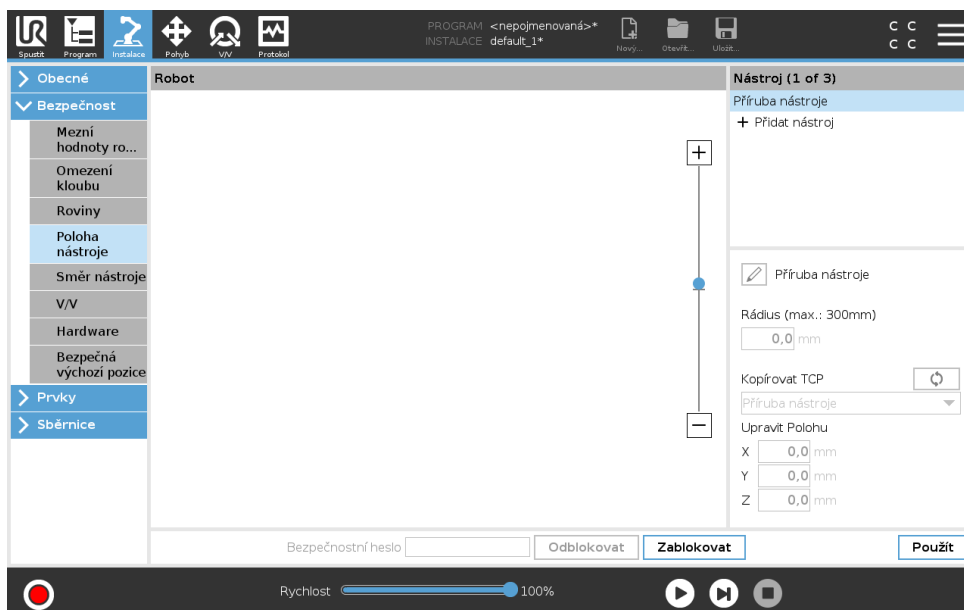 PROGRAM <nepojmenovaná>*
INSTALACE default_1*
Spustit Program Instalace Pohyb V/V Protokol Nový... Otevřít... Uložit...
C C
C C
Obecné
Bezpečnost
Mezní
hodnoty ro...
Omezení
kloubu
Roviny
Poloha
nástroje
Směr nástroje
V/V
Hardware
Bezpečná
výchozí pozice
Prvky
Sběrnice
Robot
Nástroj (1 of 3)
Příruba nástroje
+ Přidat nástroj
Příruba nástroje
Rádius (max.: 300mm)
0,0 mm
Kopírovat TCP
Příruba nástroje
Upravit Polohu
X 0,0 mm
Y 0,0 mm
Z 0,0 mm
Bezpečnostní heslo Odblokovat Zablokovat Použít
Rychlost 100%